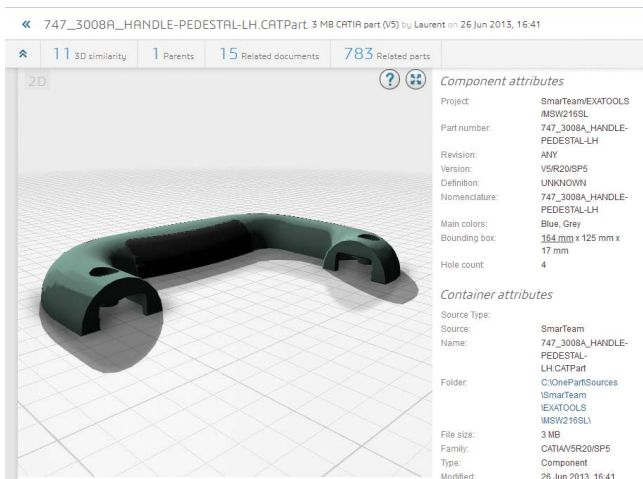 « 747_3008A_HANDLE-PEDESTAL-LH.CATPart, 3 MB CATIA part (V5) by Laurent on 26 Jun 2013, 16:41
11 3D similarity 1 Parents 15 Related documents 783 Related parts
2D
?
Component attributes
Project: SmarTeam/EXATOOLS
/MSW216SL
Part number: 747_3008A_HANDLE-
PEDESTAL-LH
Revision: ANY
Version: V5/R20/SP5
Definition: UNKNOWN
Nomenclature: 747_3008A_HANDLE-
PEDESTAL-LH
Main colors: Blue, Grey
Bounding box: 164 mm x 125 mm x
17 mm
Hole count: 4
Container attributes
Source Type:
Source: SmarTeam
Name: 747_3008A_HANDLE-
PEDESTAL-
LH.CATPart
Folder: C:\OnePart\Sources
\SmarTeam
\EXATOOLS
\MSW216SL\
File size: 3 MB
Family: CATIA/V5R20/SP5
Type: Component
Modified: 26 Jun 2013, 16:41